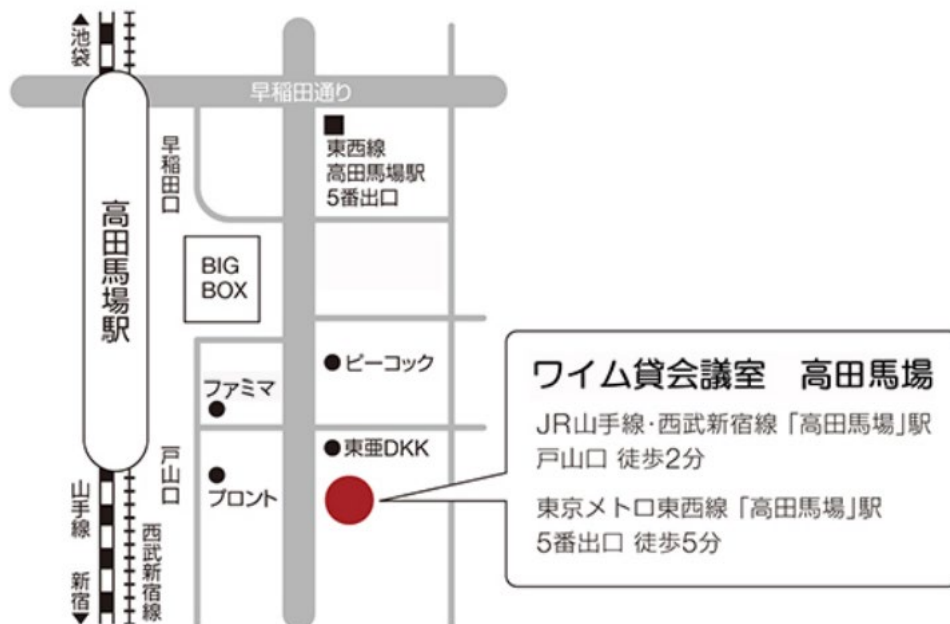 ▲池袋
早稲田通り
早稲田口
■
東西線
高田馬場駅
5番出口
高田馬場駅
BIG
BOX
●ピーコック
ファミマ
●東亜DKK
戸山口
プロント
山手線
西武新宿線
新宿▼
ワイム貸会議室 高田馬場
JR山手線・西武新宿線「高田馬場」駅
戸山口 徒歩2分
東京メトロ東西線「高田馬場」駅
5番出口 徒歩5分